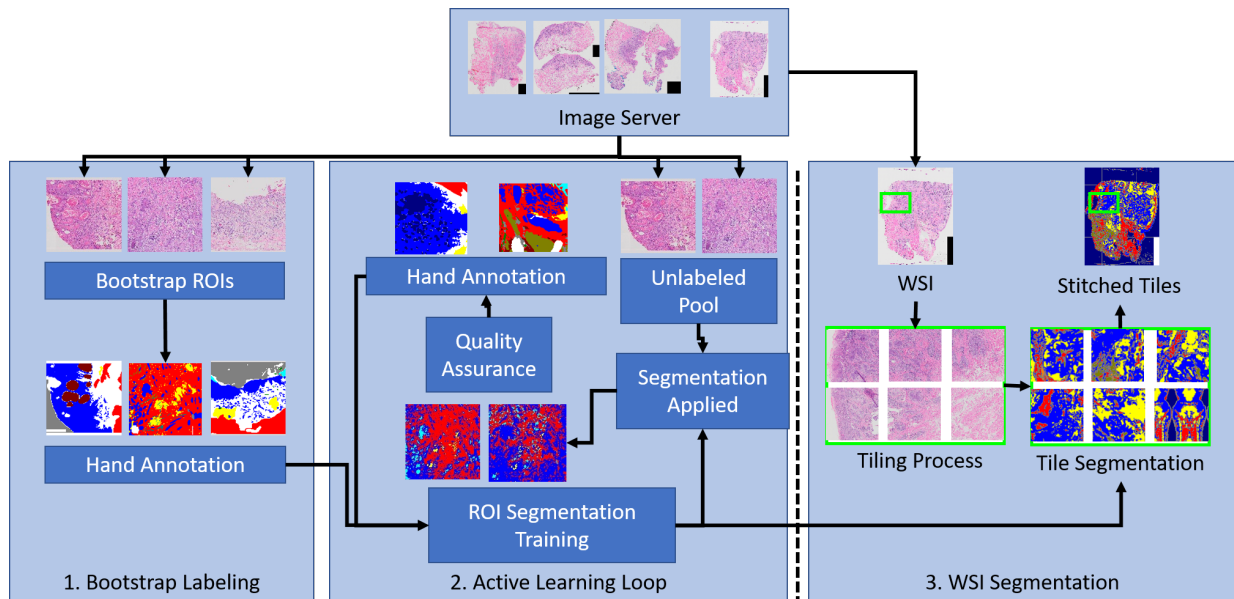 Image Server
Bootstrap ROIs
Hand Annotation
1. Bootstrap Labeling
Hand Annotation
Unlabeled
Pool
Quality
Assurance
Segmentation
Applied
ROI Segmentation
Training
2. Active Learning Loop
WSI
Stitched Tiles
Tiling Process
Tile Segmentation
3. WSI Segmentation